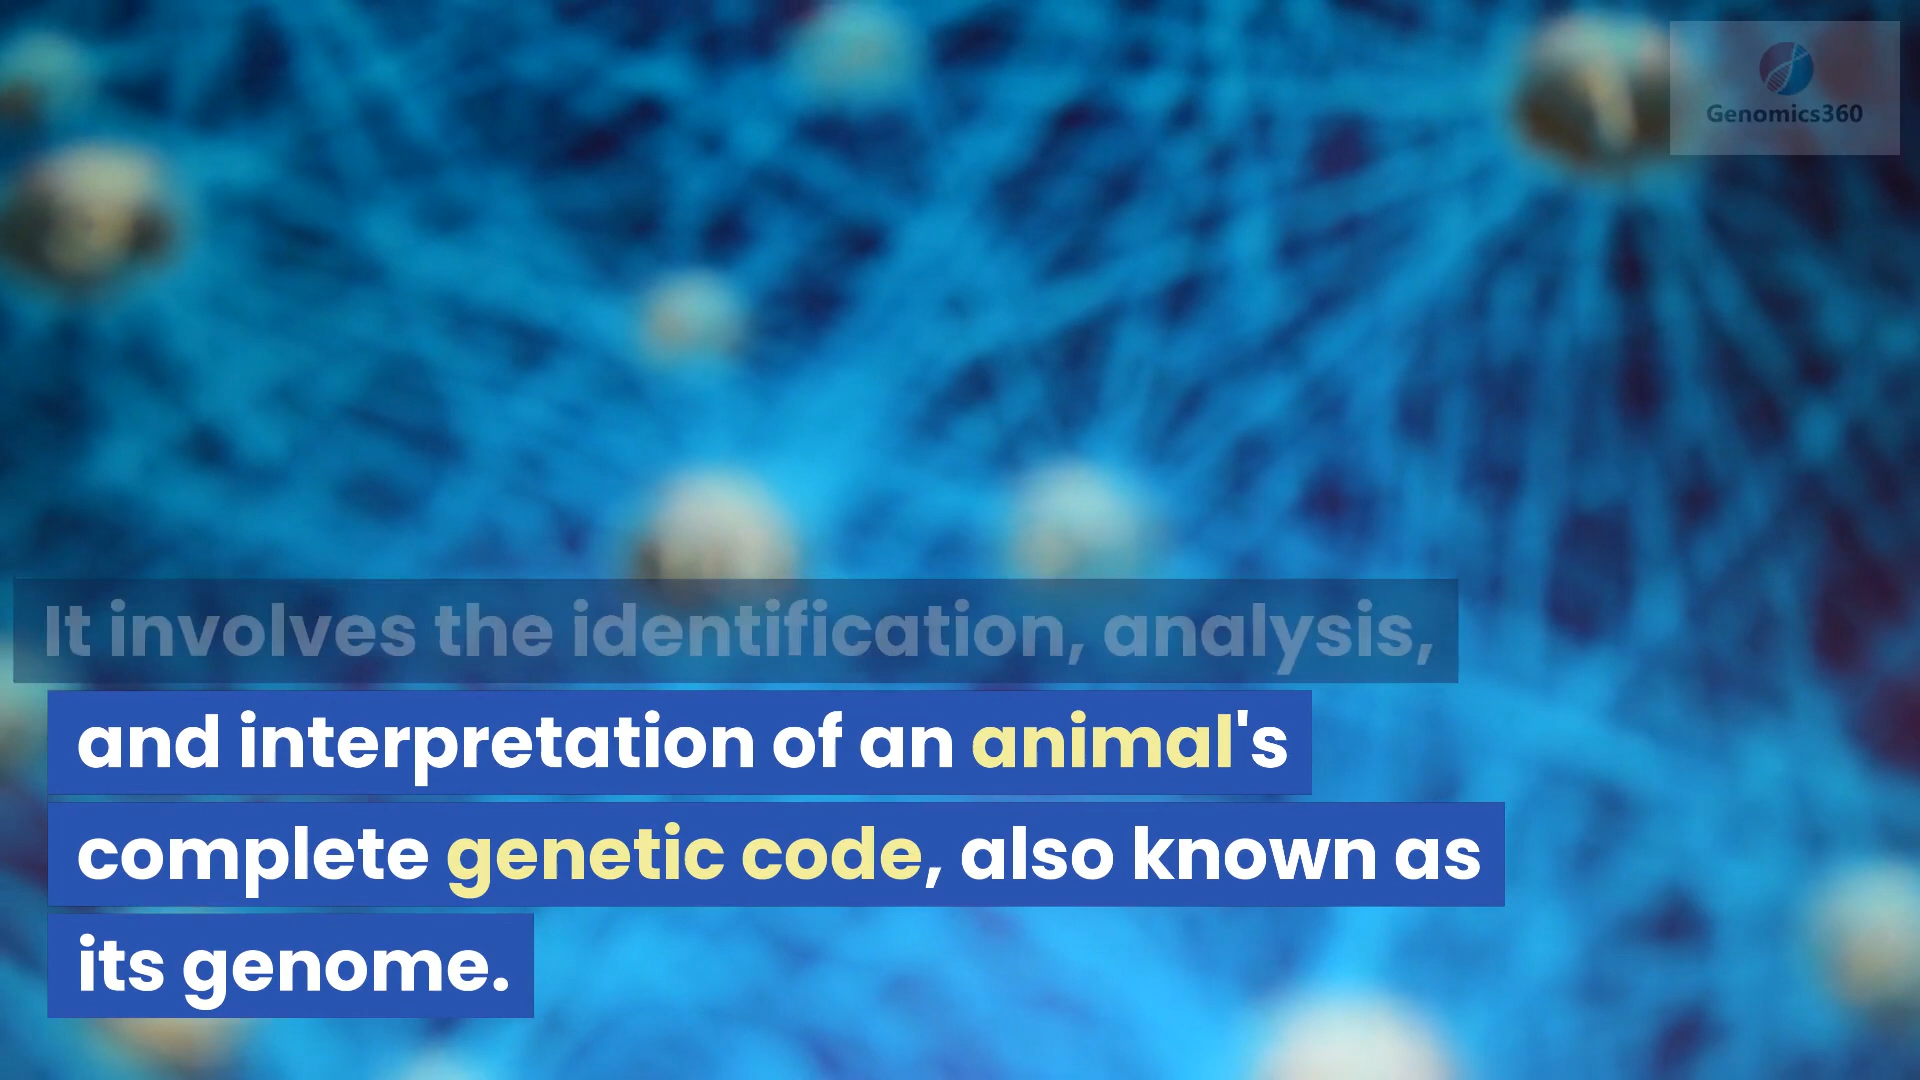 Genomics360
It involves the identification, analysis,
and interpretation of an animal's
complete genetic code, also known as
its genome.